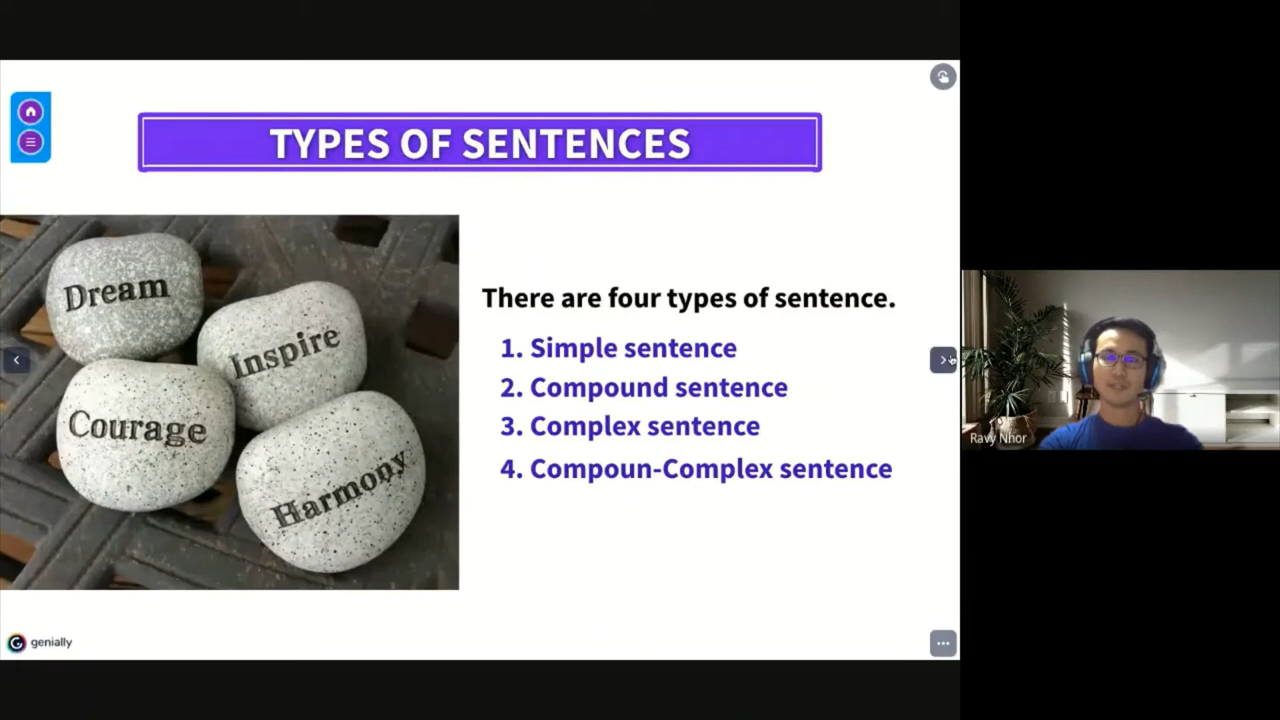 TYPES OF SENTENCES
Dream
Inspire
Courage
Harmony
There are four types of sentence.
1. Simple sentence
2. Compound sentence
3. Complex sentence
4. Compoun-Complex sentence
Ravy Nhor
genially